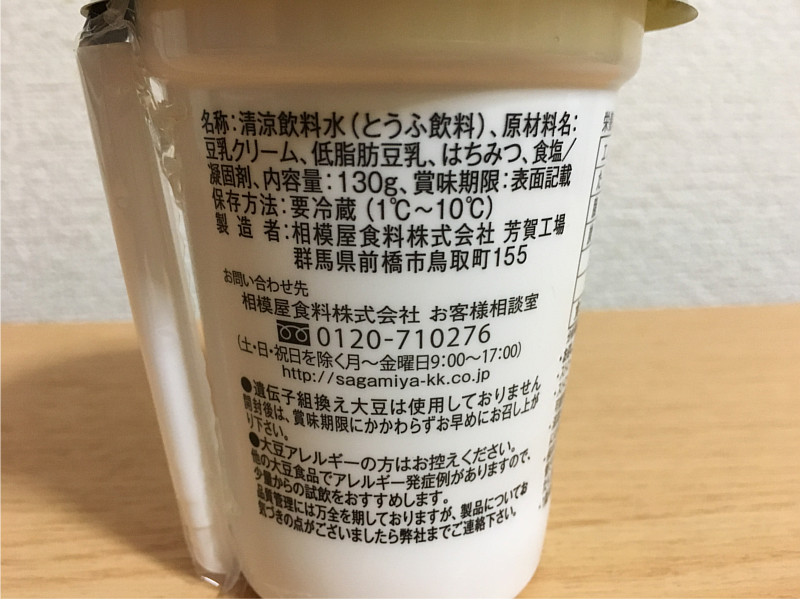 名称：清涼飲料水（とうふ飲料）、原材料名：
豆乳クリーム、低脂肪豆乳、はちみつ、食塩／
凝固剤、内容量：130g、賞味期限：表面記載
保存方法：要冷蔵（1℃～10℃）
製造者：相模屋食料株式会社 芳賀工場
群馬県前橋市鳥取町155
お問い合わせ先
相模屋食料株式会社 お客様相談室
0120-710276
（土・日・祝日を除く月～金曜日9:00～17:00）
http://sagamiya-kk.co.jp
●遺伝子組換え大豆は使用しておりません
開封後は、賞味期限にかかわらずお早めにお召し上が
り下さい。
●大豆アレルギーの方はお控えください。
他の大豆食品でアレルギー発症例がありますので、
少量からの試飲をおすすめします。
品質管理には万全を期しておりますが、製品についてお
気づきの点がございましたら弊社までご連絡下さい。